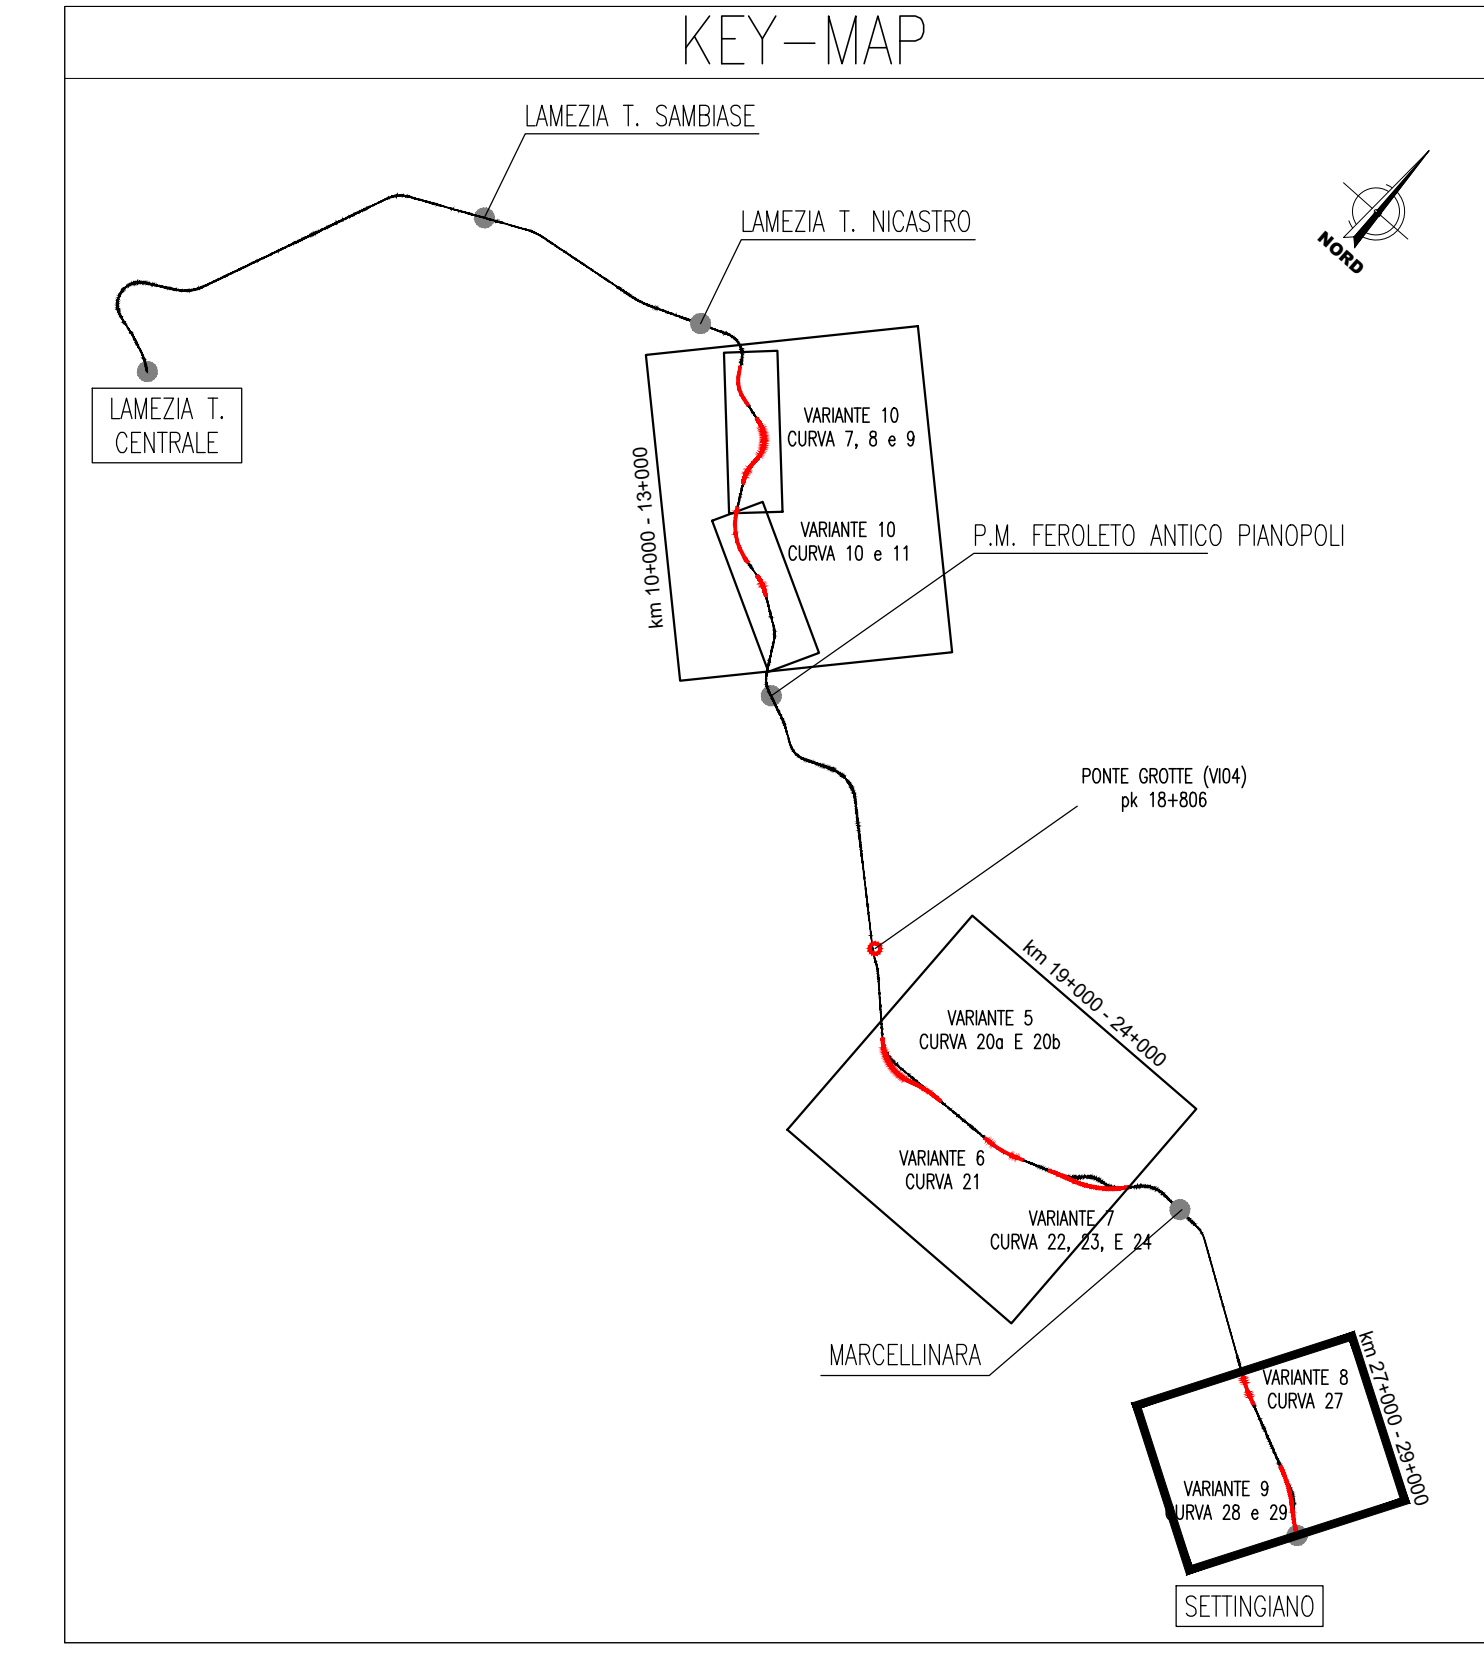 KEY-MAP
LAMEZIA T. SAMBIASE
LAMEZIA T. NICASTRO
NORD
LAMEZIA T.
CENTRALE
VARIANTE 10
CURVA 7, 8 e 9
km 10+000 - 13+000
VARIANTE 10
CURVA 10 e 11
P.M. FEROLETO ANTICO PIANOPOLI
PONTE GROTTE (VI04)
pk 18+806
km 19+000 - 24+000
VARIANTE 5
CURVA 20a E 20b
VARIANTE 6
CURVA 21
VARIANTE 7
CURVA 22, 23, E 24
MARCELLINARA
km 27+000 - 29+000
VARIANTE 8
CURVA 27
VARIANTE 9
CURVA 28 e 29
SETTINGIANO